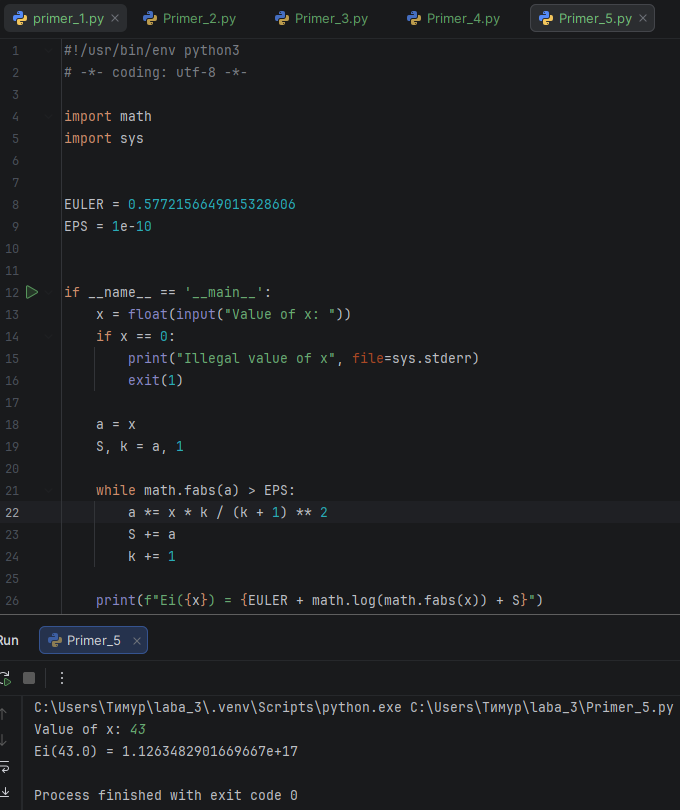 primer_1.py Primer_2.py Primer_3.py Primer_4.py Primer_5.py
1 #!/usr/bin/env python3
2 # -*- coding: utf-8 -*-
3
4 import math
5 import sys
6
7
8 EULER = 0.5772156649015328606
9 EPS = 1e-10
10
11
12 if __name__ == '__main__':
13     x = float(input("Value of x: "))
14     if x == 0:
15         print("Illegal value of x", file=sys.stderr)
16         exit(1)
17
18     a = x
19     S, k = a, 1
20
21     while math.fabs(a) > EPS:
22         a *= x * k / (k + 1) ** 2
23         S += a
24         k += 1
25
26     print(f"Ei({x}) = {EULER + math.log(math.fabs(x)) + S}")
Run Primer_5
C:\Users\Тимур\laba_3\.venv\Scripts\python.exe C:\Users\Тимур\laba_3\Primer_5.py
Value of x: 43
Ei(43.0) = 1.1263482901669667e+17
Process finished with exit code 0